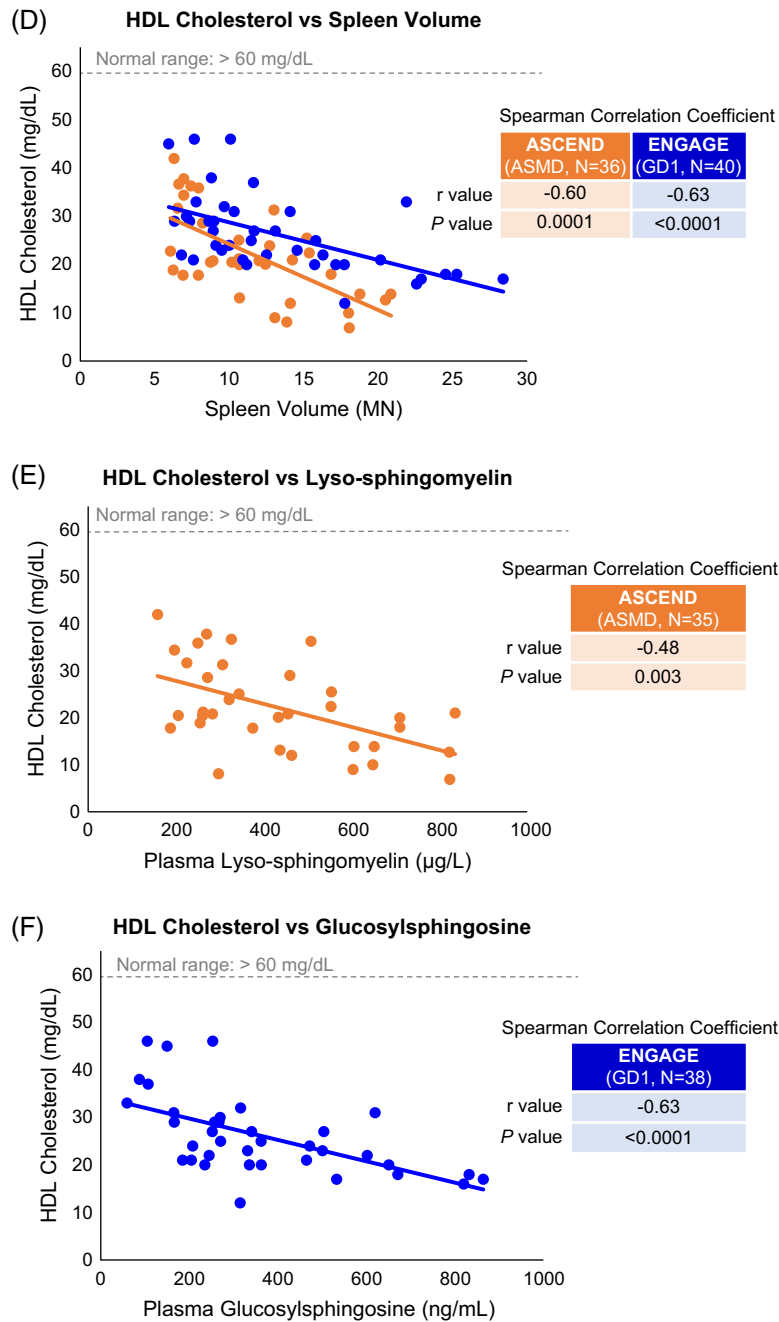 (D) HDL Cholesterol vs Spleen Volume
Normal range: > 60 mg/dL
HDL Cholesterol (mg/dL)
60
50
40
30
20
10
0
0 5 10 15 20 25 30
Spleen Volume (MN)
Spearman Correlation Coefficient
ASCEND ENGAGE
(ASMD, N=36) (GD1, N=40)
r value -0.60 -0.63
P value 0.0001 <0.0001
(E) HDL Cholesterol vs Lyso-sphingomyelin
Normal range: > 60 mg/dL
HDL Cholesterol (mg/dL)
60
50
40
30
20
10
0
0 200 400 600 800 1000
Plasma Lyso-sphingomyelin (µg/L)
Spearman Correlation Coefficient
ASCEND
(ASMD, N=35)
r value -0.48
P value 0.003
(F) HDL Cholesterol vs Glucosylsphingosine
Normal range: > 60 mg/dL
HDL Cholesterol (mg/dL)
60
50
40
30
20
10
0
0 200 400 600 800 1000
Plasma Glucosylsphingosine (ng/mL)
Spearman Correlation Coefficient
ENGAGE
(GD1, N=38)
r value -0.63
P value <0.0001